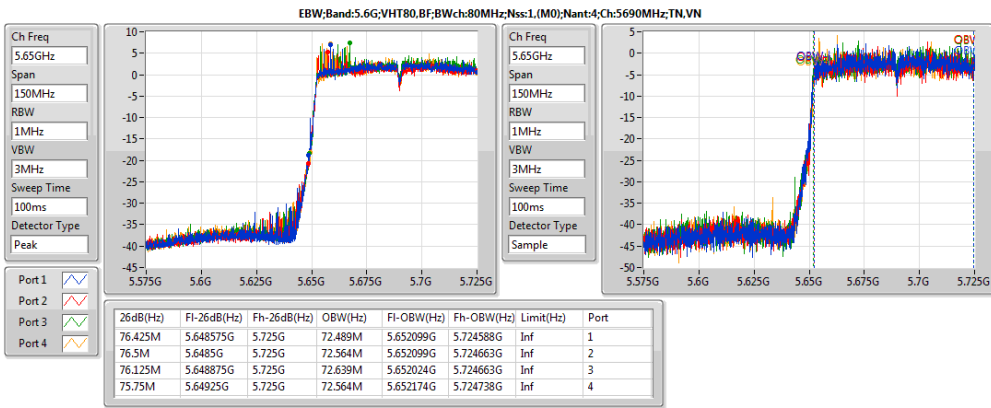 EBW;Band:5.6G;VHT80,BF;BWch:80MHz;Nss:1,(M0);Nant:4;Ch:5690MHz;TN,VN
Ch Freq
5.65GHz
Span
150MHz
RBW
1MHz
VBW
3MHz
Sweep Time
100ms
Detector Type
Peak
Port 1
Port 2
Port 3
Port 4
10
5
0
-5
-10
-15
-20
-25
-30
-35
-40
-45
5.575G 5.6G 5.625G 5.65G 5.675G 5.7G 5.725G
Ch Freq
5.65GHz
Span
150MHz
RBW
1MHz
VBW
3MHz
Sweep Time
100ms
Detector Type
Sample
5
0
-5
-10
-15
-20
-25
-30
-35
-40
-45
-50
OBW
OBV
5.575G 5.6G 5.625G 5.65G 5.675G 5.7G 5.725G
26dB(Hz) Fl-26dB(Hz) Fh-26dB(Hz) OBW(Hz) Fl-OBW(Hz) Fh-OBW(Hz) Limit(Hz) Port
76.425M 5.648575G 5.725G 72.489M 5.652099G 5.724588G Inf 1
76.5M 5.6485G 5.725G 72.564M 5.652099G 5.724663G Inf 2
76.125M 5.648875G 5.725G 72.639M 5.652024G 5.724663G Inf 3
75.75M 5.64925G 5.725G 72.564M 5.652174G 5.724738G Inf 4